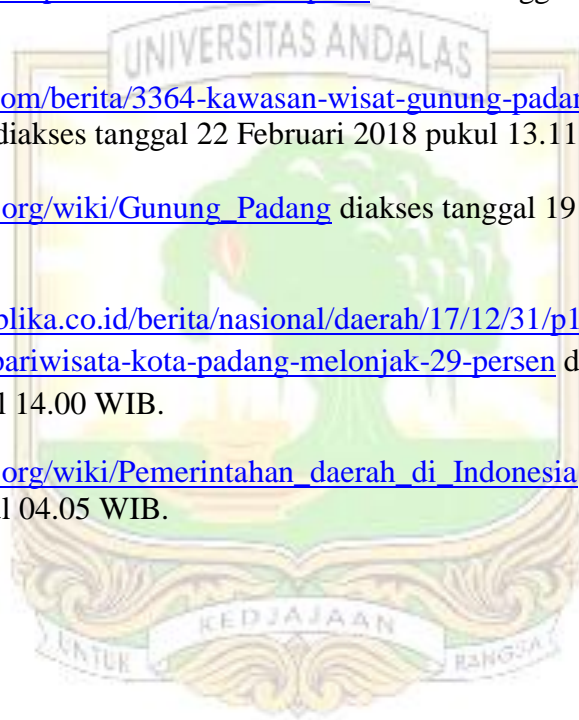 UNIVERSITAS ANDALAS
om/berita/3364-kawasan-wisat-gunung-padan
diakses tanggal 22 Februari 2018 pukul 13.11
org/wiki/Gunung_Padang diakses tanggal 19
blika.co.id/berita/nasional/daerah/17/12/31/p1
pariwisata-kota-padang-melonjak-29-persen d
l 14.00 WIB.
org/wiki/Pemerintahan_daerah_di_Indonesia
l 04.05 WIB.
KEDJAJAAN
UNTUK BANGSA